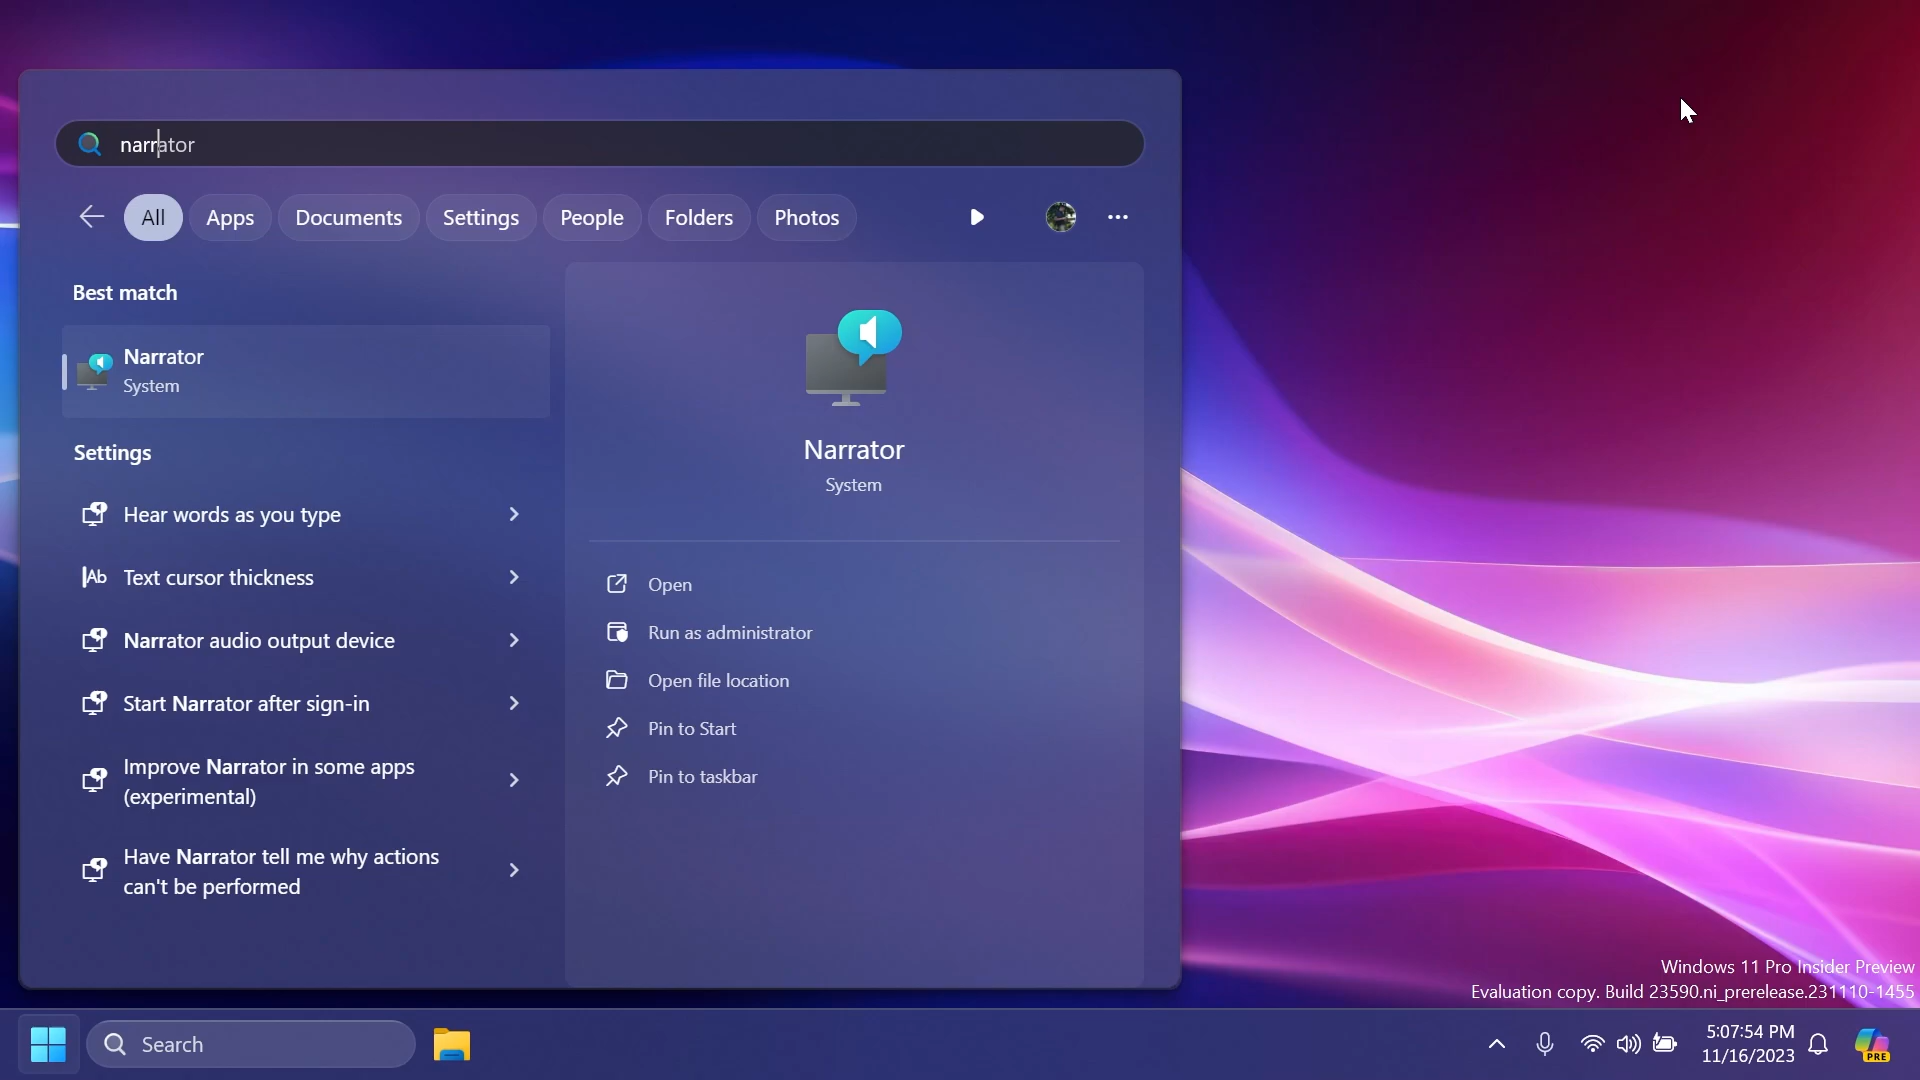 narrator
All
Apps
Documents
Settings
People
Folders
Photos
Best match
Narrator
System
Settings
Hear words as you type
Ab Text cursor thickness
Narrator audio output device
Start Narrator after sign-in
Improve Narrator in some apps
(experimental)
Have Narrator tell me why actions
can't be performed
Narrator
System
Open
Run as administrator
Open file location
Pin to Start
Pin to taskbar
Windows 11 Pro Insider Preview
Evaluation copy. Build 23590.ni_prerelease.231110-1455
Search
5:07:54 PM
11/16/2023
PRE